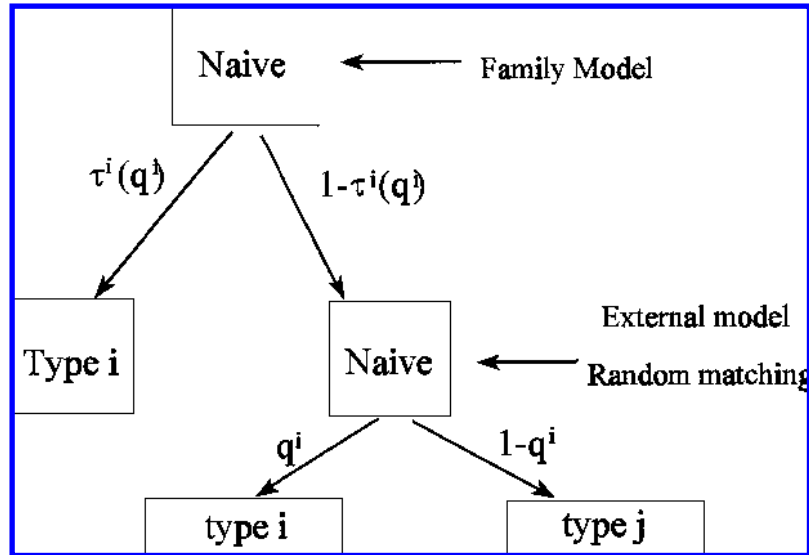 Naive
Family Model
τⁱ(qⁱ)
1-τⁱ(qⁱ)
Type i
Naive
External model
Random matching
qⁱ
1-qⁱ
type i
type j